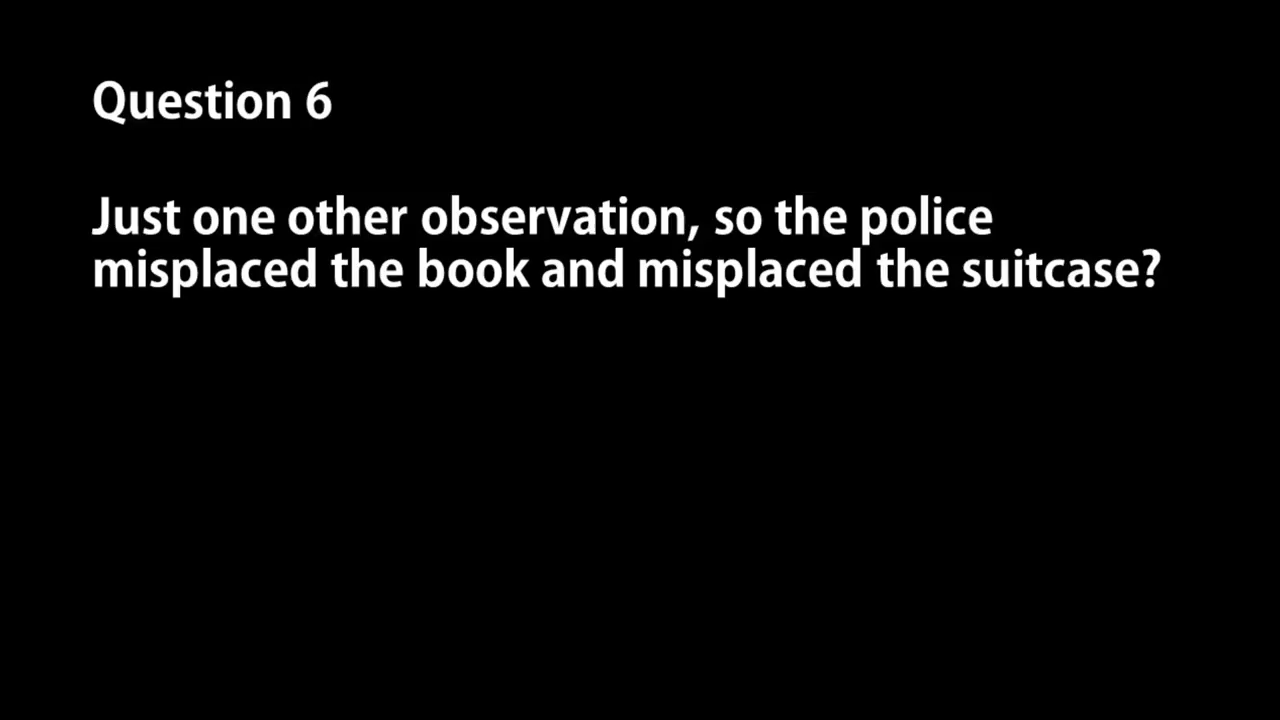 Question 6
Just one other observation, so the police
misplaced the book and misplaced the suitcase?